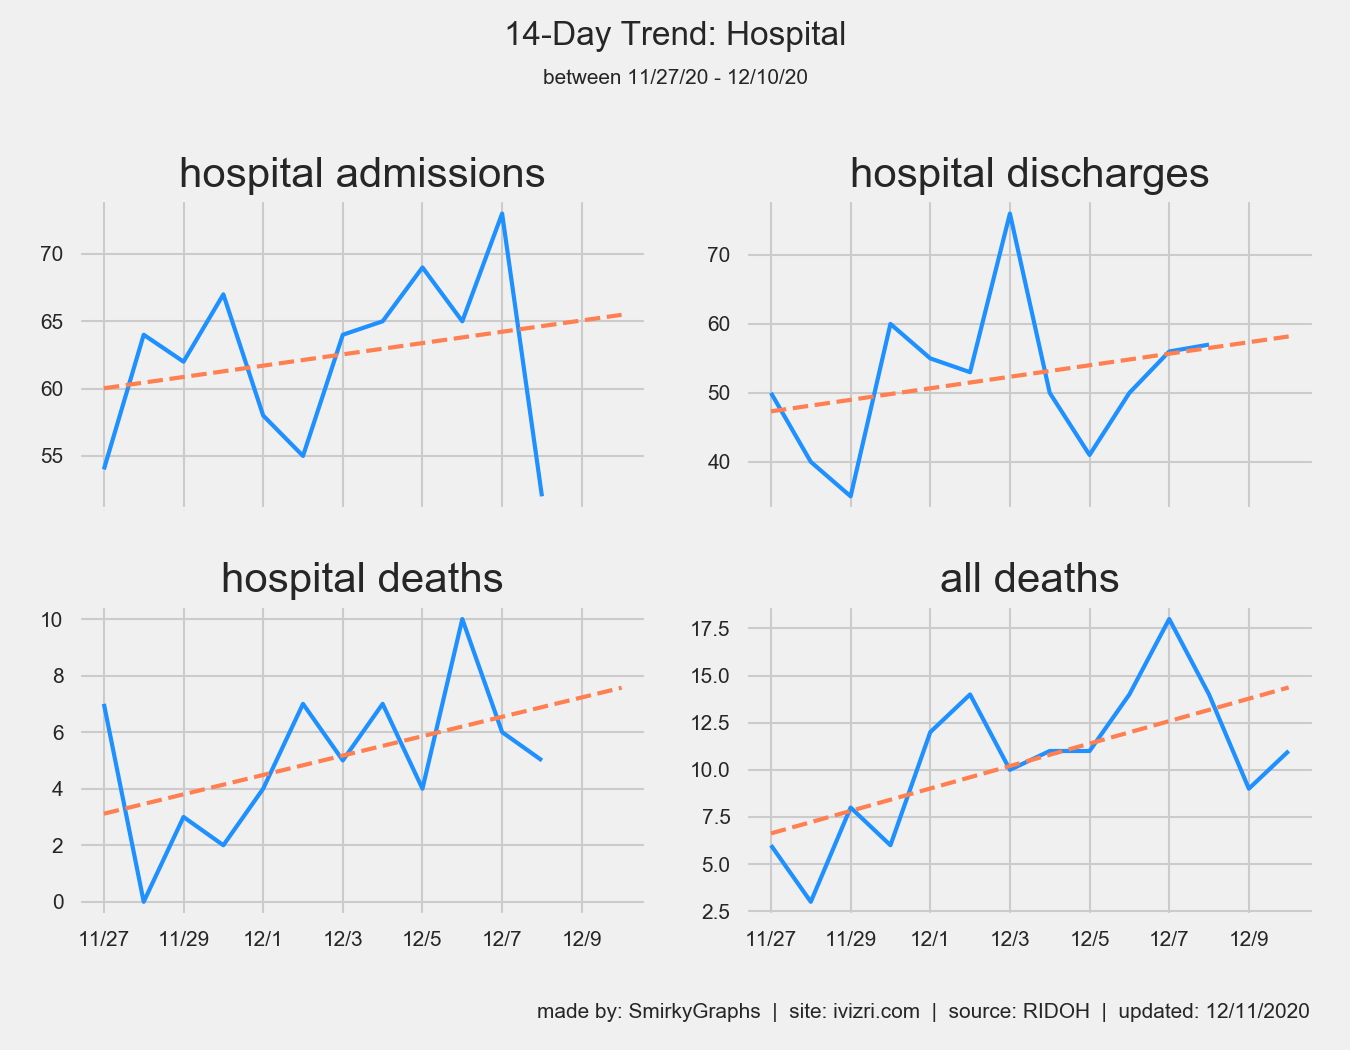 14-Day Trend: Hospital
between 11/27/20 - 12/10/20
hospital admissions
70
65
60
55
hospital discharges
70
60
50
40
hospital deaths
10
8
6
4
2
0
11/27 11/29 12/1 12/3 12/5 12/7 12/9
all deaths
17.5
15.0
12.5
10.0
7.5
5.0
2.5
11/27 11/29 12/1 12/3 12/5 12/7 12/9
made by: SmirkyGraphs | site: ivizri.com | source: RIDOH | updated: 12/11/2020